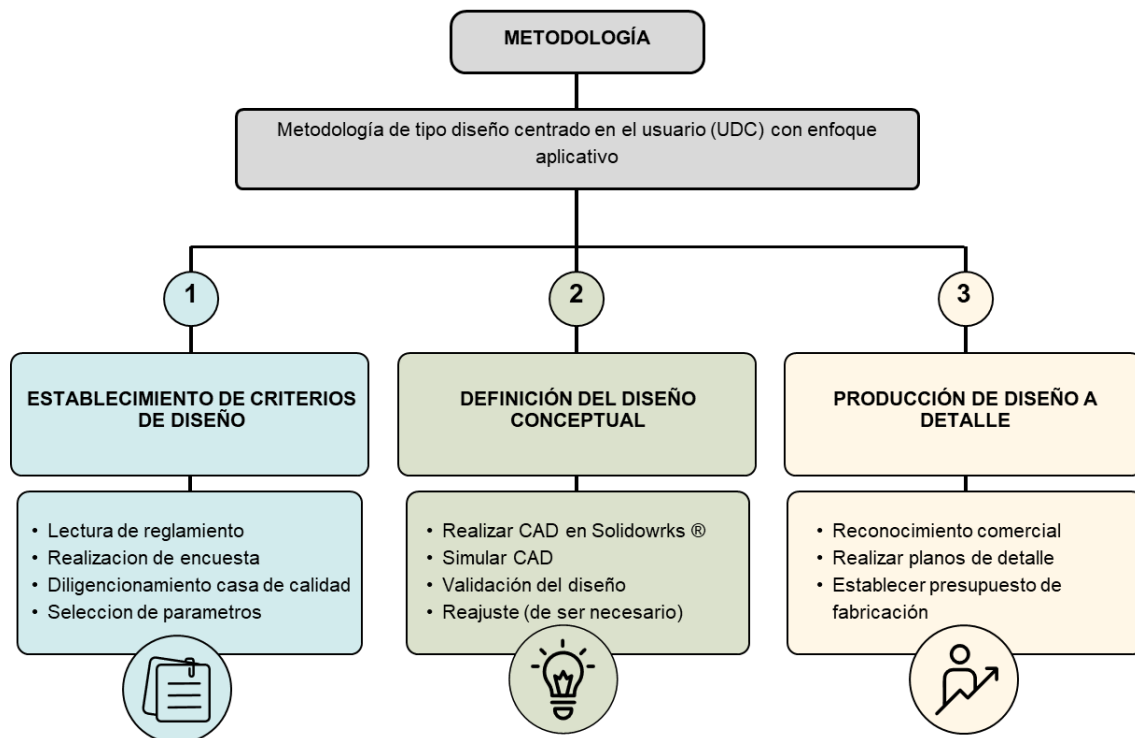 METODOLOGÍA
Metodología de tipo diseño centrado en el usuario (UDC) con enfoque
aplicativo
1
ESTABLECIMIENTO DE CRITERIOS
DE DISEÑO
• Lectura de reglamiento
• Realizacion de encuesta
• Diligencionamiento casa de calidad
• Seleccion de parametros
2
DEFINICIÓN DEL DISEÑO
CONCEPTUAL
• Realizar CAD en Solidowrks ®
• Simular CAD
• Validación del diseño
• Reajuste (de ser necesario)
3
PRODUCCIÓN DE DISEÑO A
DETALLE
• Reconocimiento comercial
• Realizar planos de detalle
• Establecer presupuesto de
fabricación